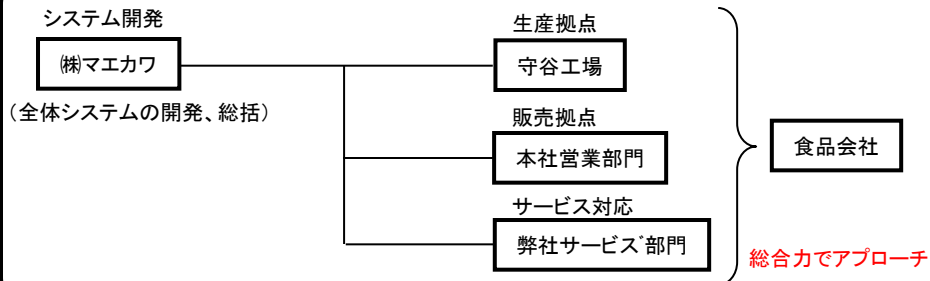 システム開発
㈱マエカワ
(全体システムの開発、総括)
生産拠点
守谷工場
販売拠点
本社営業部門
サービス対応
弊社サービズ部門
食品会社
総合力でアプローチ